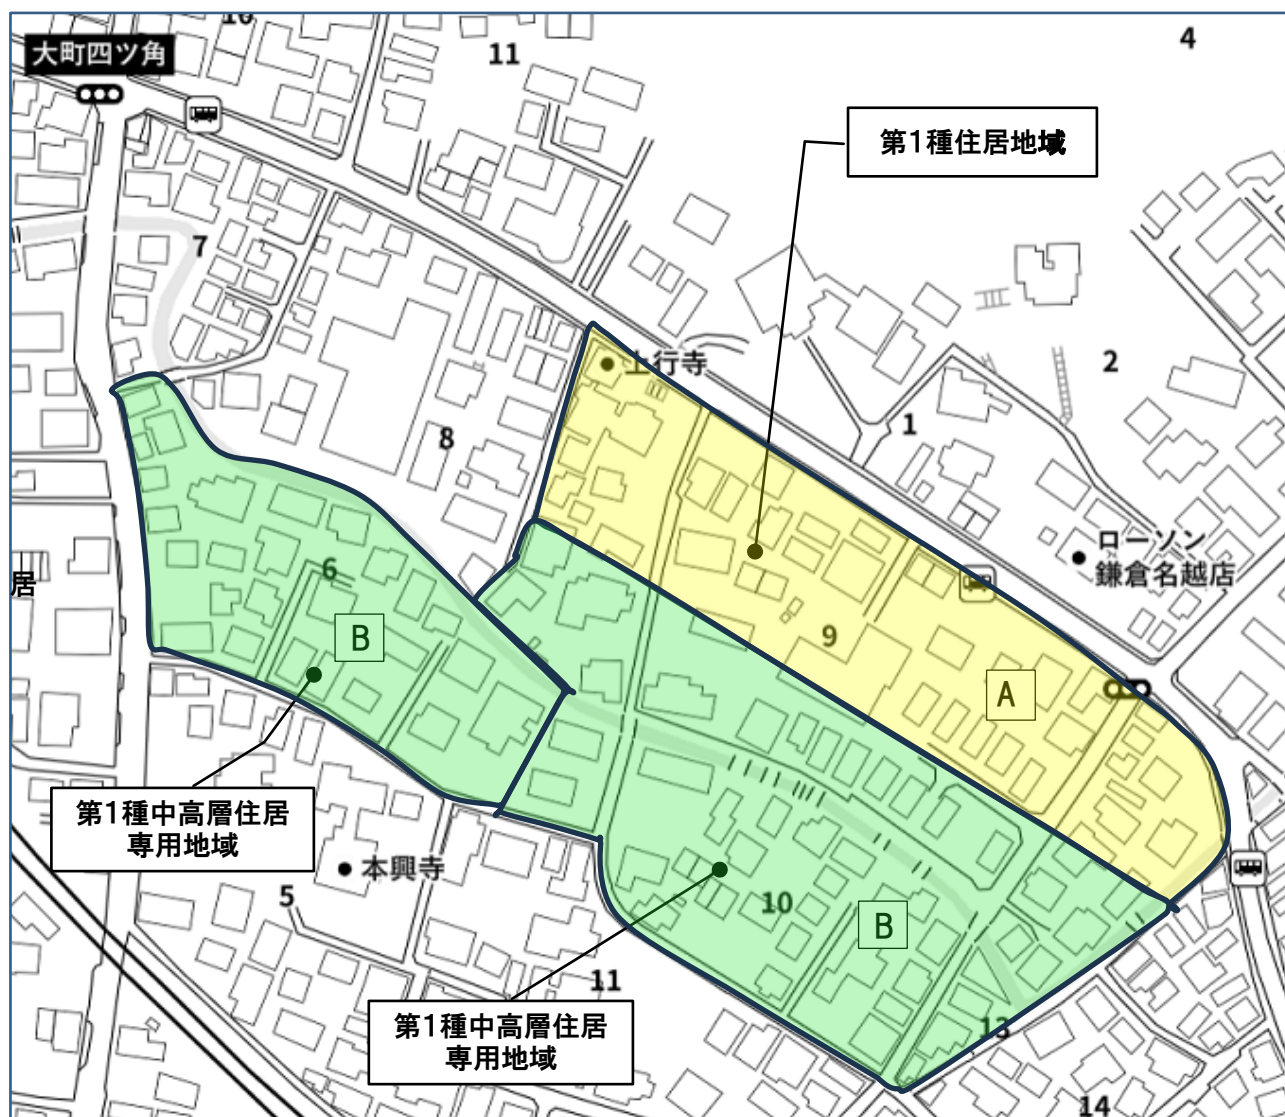 10
4
大町四ツ角
11
第1種住居地域
7
上行寺
2
1
8
ローソン
鎌倉名越店
居
6
9
B
A
第1種中高層住居
専用地域
本興寺
5
10
B
11
第1種中高層住居
専用地域
13
14